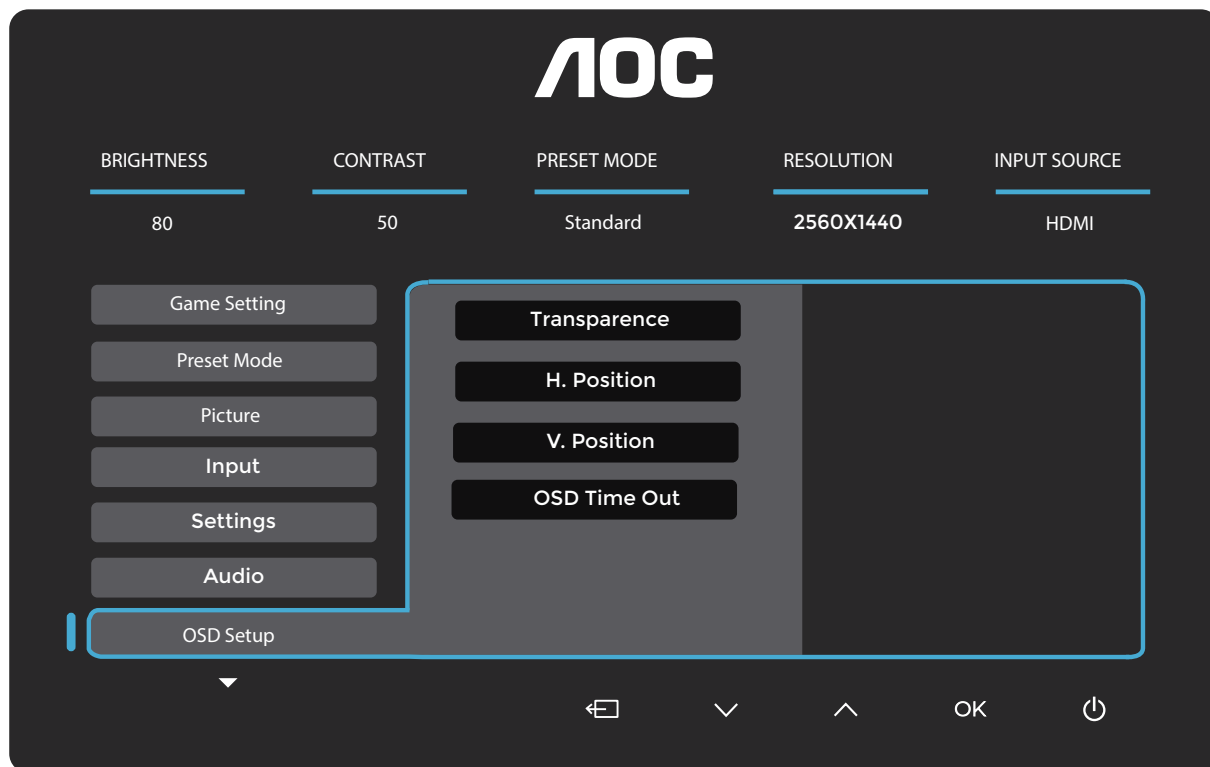 AOC
BRIGHTNESS CONTRAST PRESET MODE RESOLUTION INPUT SOURCE
80 50 Standard 2560X1440 HDMI
Game Setting
Preset Mode
Picture
Input
Settings
Audio
OSD Setup
Transparence
H. Position
V. Position
OSD Time Out
OK